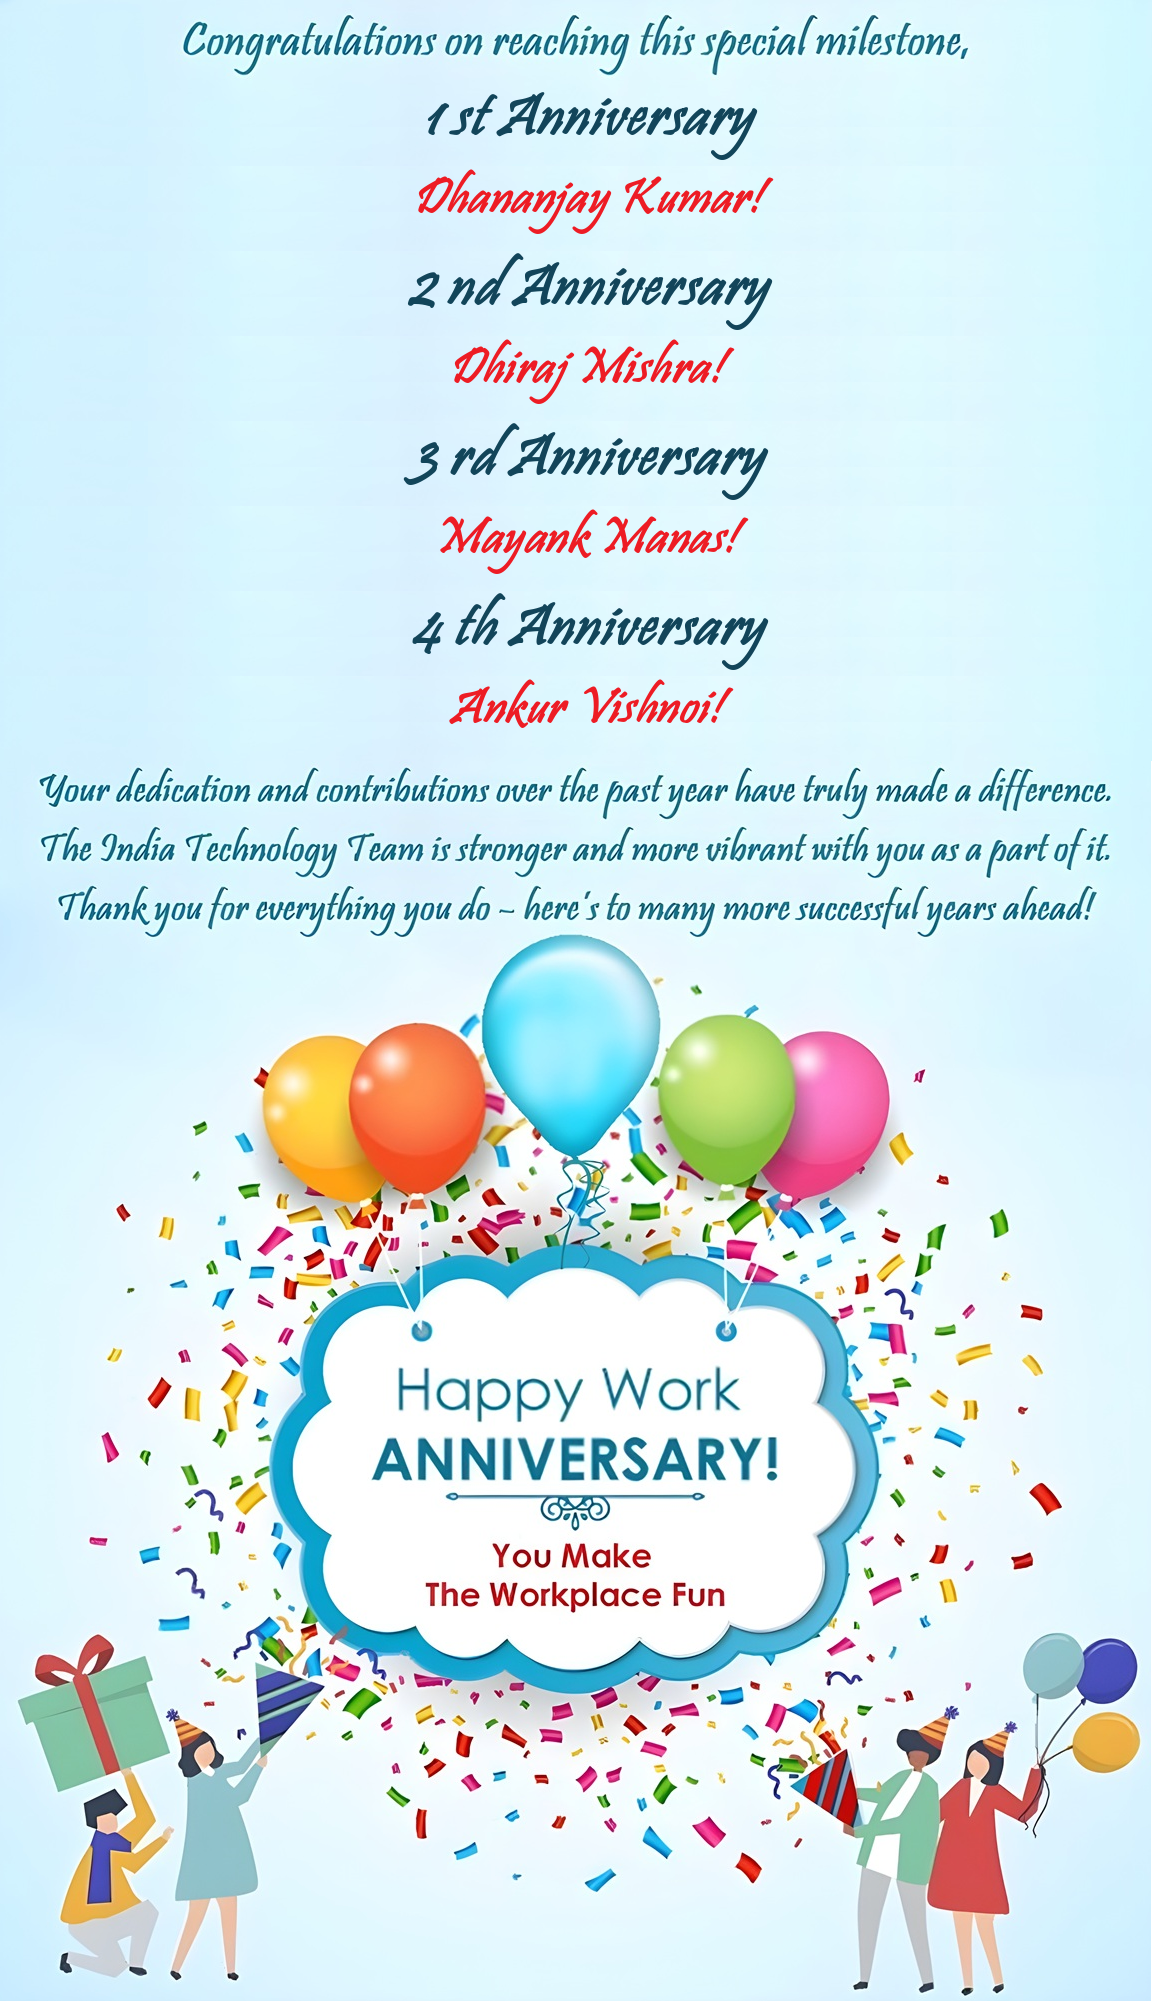 Congratulations on reaching this special milestone,
1st Anniversary
Dhananjay Kumar!
2 nd Anniversary
Dhiraj Mishra!
3 rd Anniversary
Mayank Manas!
4 th Anniversary
Ankur Vishnoi!
Your dedication and contributions over the past year have truly made a difference.
The India Technology Team is stronger and more vibrant with you as a part of it.
Thank you for everything you do – here's to many more successful years ahead!
Happy Work
ANNIVERSARY!
You Make
The Workplace Fun